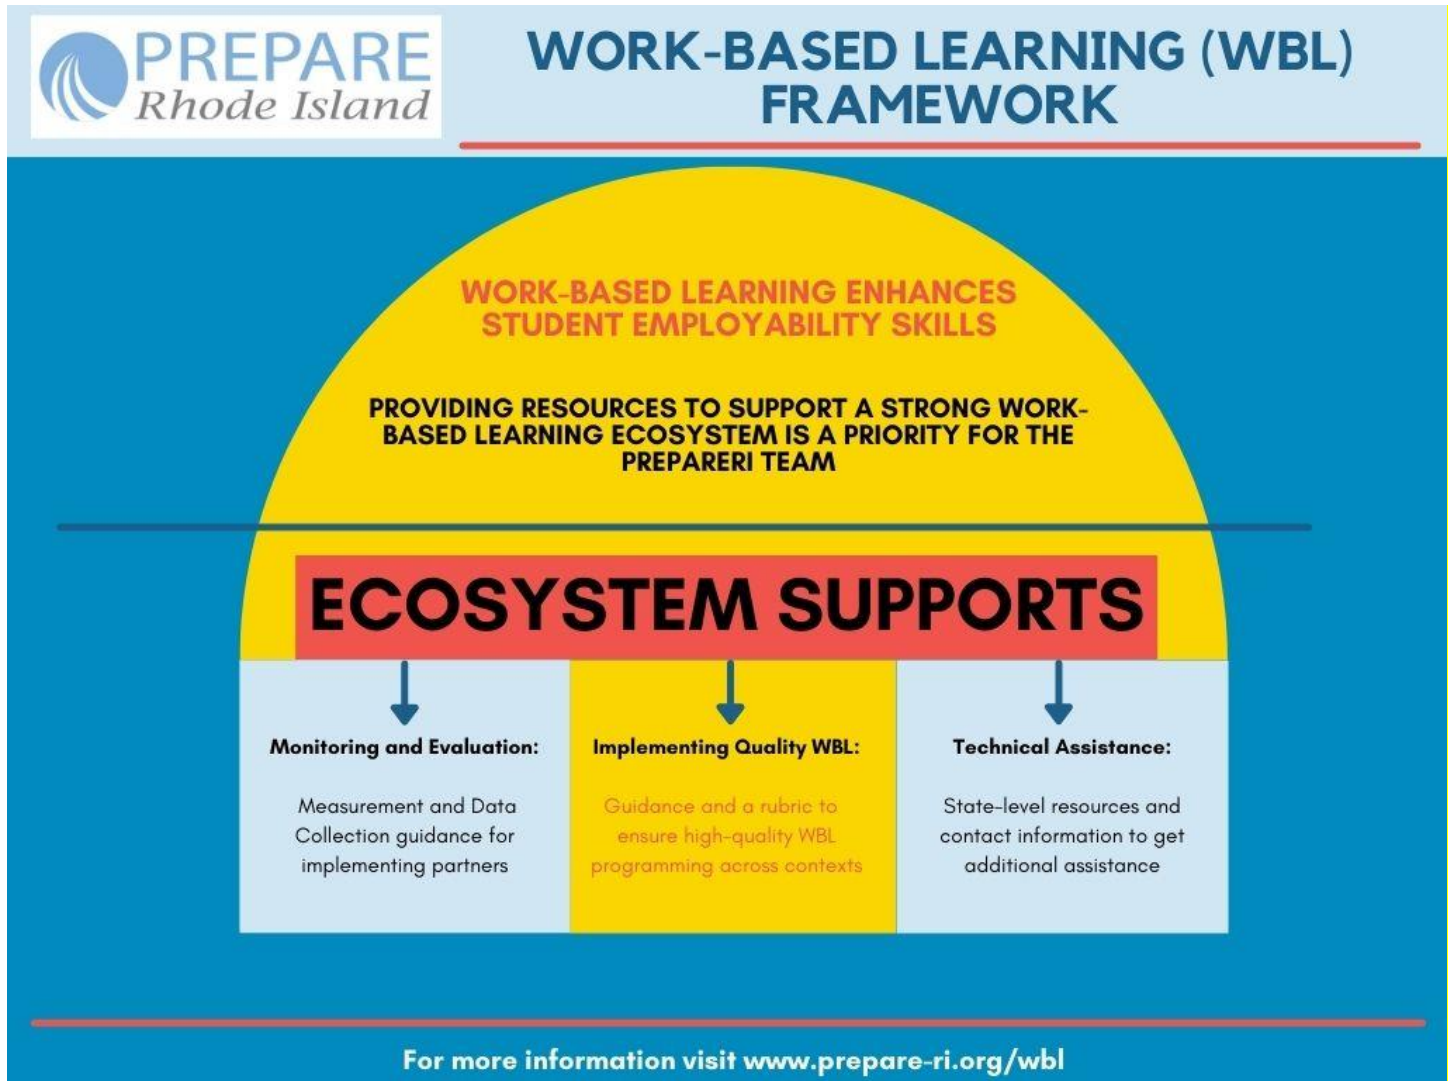 PREPARE
Rhode Island
WORK-BASED LEARNING (WBL)
FRAMEWORK
WORK-BASED LEARNING ENHANCES
STUDENT EMPLOYABILITY SKILLS
PROVIDING RESOURCES TO SUPPORT A STRONG WORK-
BASED LEARNING ECOSYSTEM IS A PRIORITY FOR THE
PREPARERI TEAM
ECOSYSTEM SUPPORTS
Monitoring and Evaluation:
Measurement and Data
Collection guidance for
implementing partners
Implementing Quality WBL:
Guidance and a rubric to
ensure high-quality WBL
programming across contexts
Technical Assistance:
State-level resources and
contact information to get
additional assistance
For more information visit www.prepare-ri.org/wbl